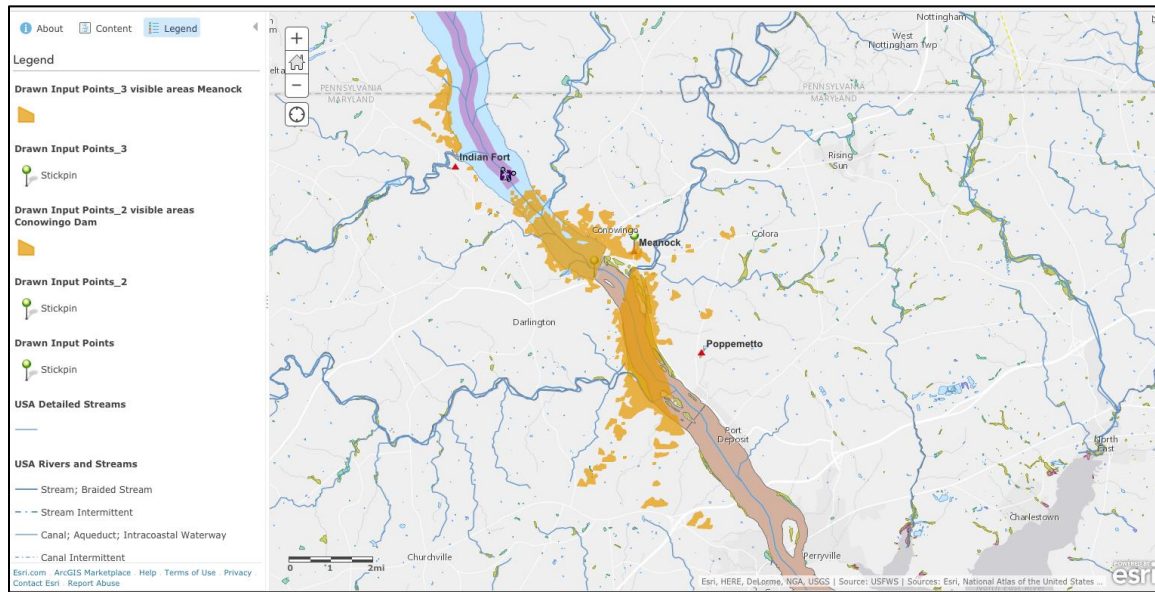 About Content Legend
Legend
Drawn Input Points_3 visible areas Meanock
Drawn Input Points_3
Stickpin
Drawn Input Points_2 visible areas
Conowingo Dam
Drawn Input Points_2
Stickpin
Drawn Input Points
Stickpin
USA Detailed Streams
USA Rivers and Streams
Stream; Braided Stream
Stream Intermittent
Canal; Aqueduct; Intracoastal Waterway
Canal Intermittent
Esri.com ArcGIS Marketplace Help Terms of Use Privacy
Contact Esri Report Abuse
Nottingham
West
Nottingham Twp
PENNSYLVANIA
MARYLAND
PENNSYLVANIA
MARYLAND
Indian Fort
Rising
Sun
Conowingo
Colora
Meanock
Darlington
Poppemetto
Port
Deposit
North
East
Charlestown
Churchville
Perryville
0 1 2mi
Esri, HERE, DeLorme, NGA, USGS | Source: USFWS | Sources: Esri, National Atlas of the United States ...
POWERED BY
esri